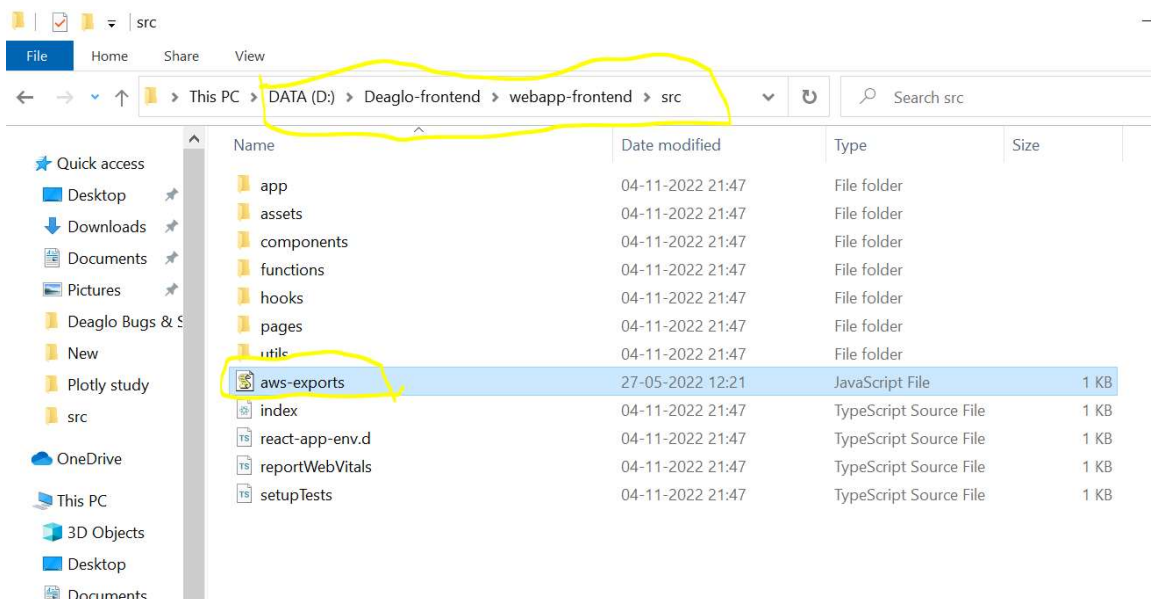 src
File Home Share View
This PC > DATA (D:) > Deaglo-frontend > webapp-frontend > src Search src
Name Date modified Type Size
Quick access
Desktop
Downloads
Documents
Pictures
Deaglo Bugs & S
New
Plotly study
src
OneDrive
This PC
3D Objects
Desktop
Documents
app 04-11-2022 21:47 File folder
assets 04-11-2022 21:47 File folder
components 04-11-2022 21:47 File folder
functions 04-11-2022 21:47 File folder
hooks 04-11-2022 21:47 File folder
pages 04-11-2022 21:47 File folder
utils 04-11-2022 21:47 File folder
aws-exports 27-05-2022 12:21 JavaScript File 1 KB
index 04-11-2022 21:47 TypeScript Source File 1 KB
react-app-env.d 04-11-2022 21:47 TypeScript Source File 1 KB
reportWebVitals 04-11-2022 21:47 TypeScript Source File 1 KB
setupTests 04-11-2022 21:47 TypeScript Source File 1 KB